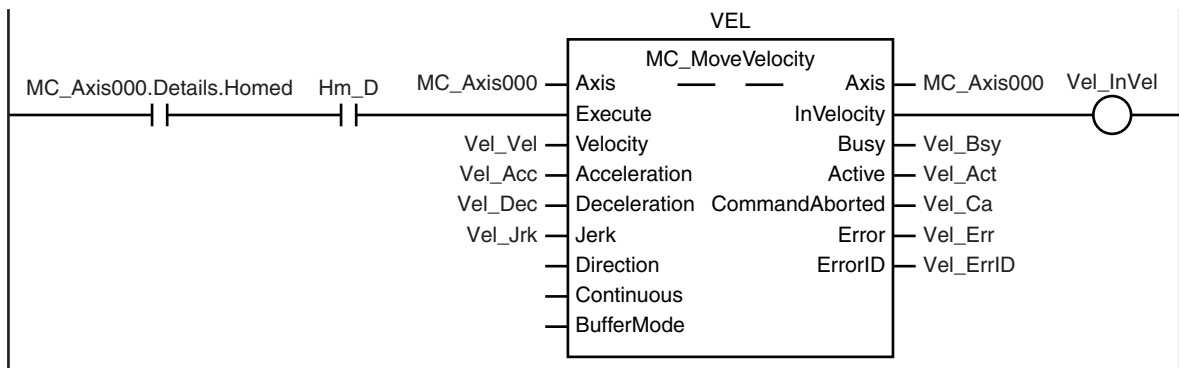 VEL
MC_MoveVelocity
MC_Axis000.Details.Homed Hm_D MC_Axis000 Axis Axis MC_Axis000 Vel_InVel
Execute InVelocity
Vel_Vel Velocity Busy Vel_Bsy
Vel_Acc Acceleration Active Vel_Act
Vel_Dec Deceleration CommandAborted Vel_Ca
Vel_Jrk Jerk Error Vel_Err
Direction ErrorID Vel_ErrID
Continuous
BufferMode